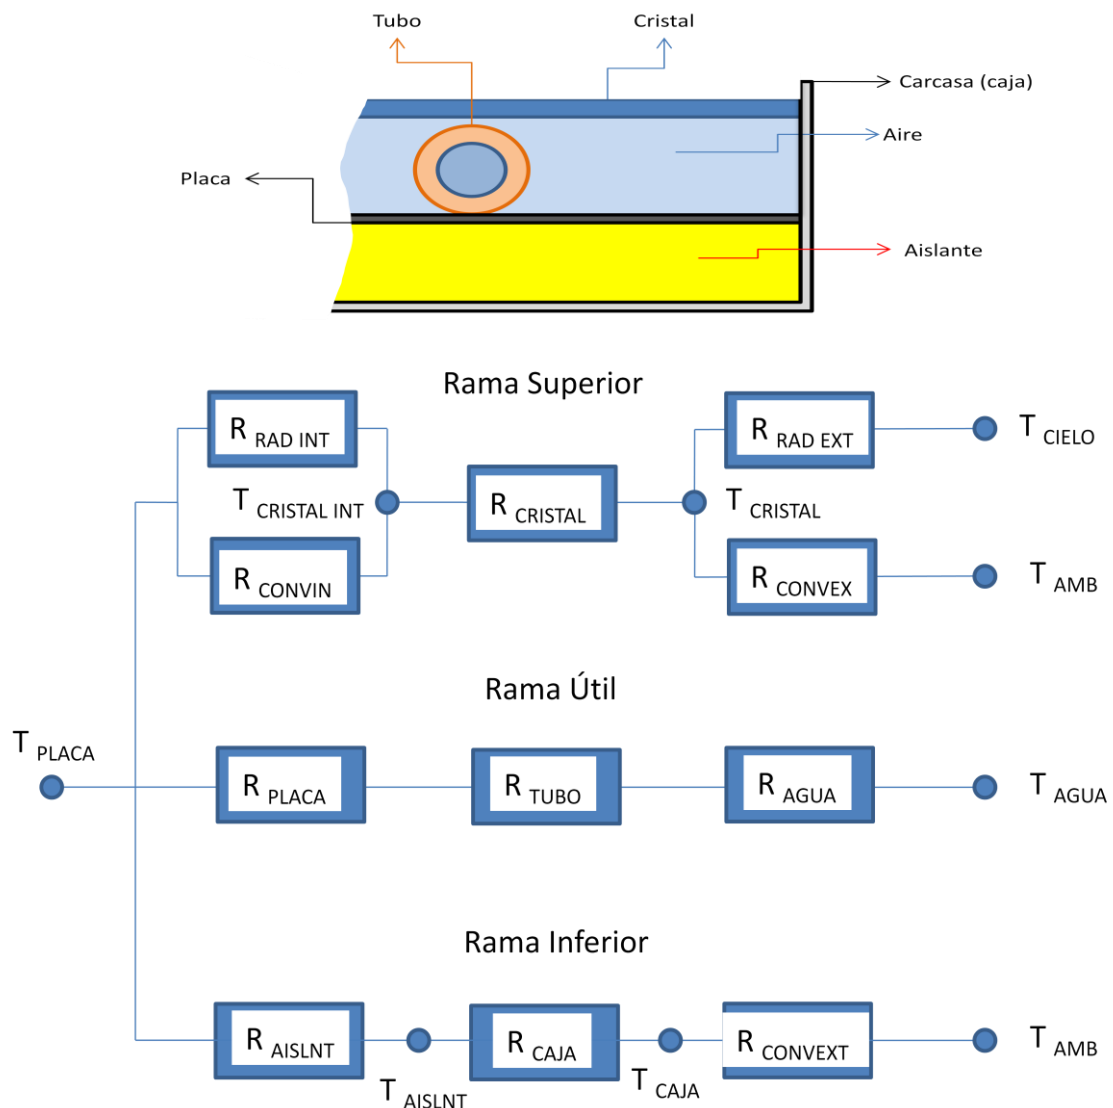 Tubo
Cristal
Carcasa (caja)
Aire
Placa
Aislante
Rama Superior
R RAD INT
R RAD EXT
T CIELO
T CRISTAL INT
R CRISTAL
T CRISTAL
R CONVIN
R CONVEX
T AMB
Rama Útil
T PLACA
R PLACA
R TUBO
R AGUA
T AGUA
Rama Inferior
R AISLNT
R CAJA
R CONVEXT
T AMB
T AISLNT
T CAJA